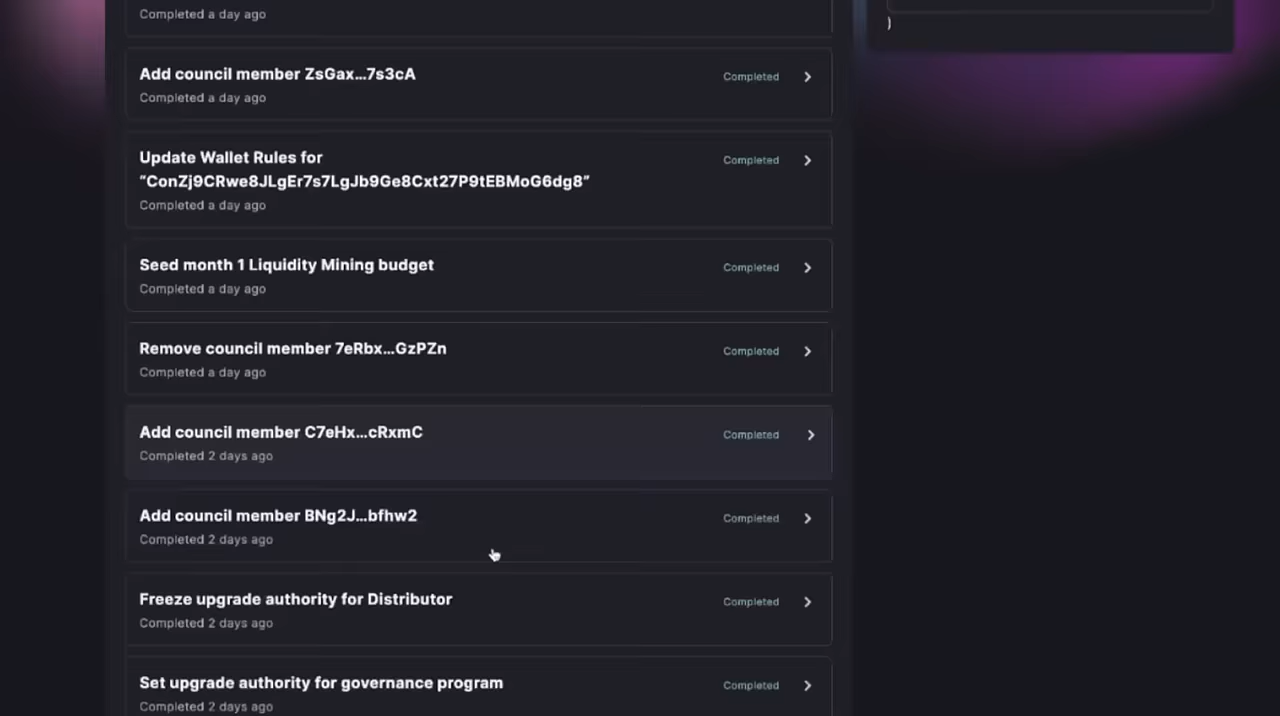 Completed a day ago
)
Add council member ZsGax...7s3cA
Completed
Completed a day ago
Update Wallet Rules for
Completed
“ConZj9CRwe8JLgEr7s7LgJb9Ge8Cxt27P9tEBMoG6dg8”
Completed a day ago
Seed month 1 Liquidity Mining budget
Completed
Completed a day ago
Remove council member 7eRbx...GzPZn
Completed
Completed a day ago
Add council member C7eHx...cRxmC
Completed
Completed 2 days ago
Add council member BNg2J...bfhw2
Completed
Completed 2 days ago
Freeze upgrade authority for Distributor
Completed
Completed 2 days ago
Set upgrade authority for governance program
Completed
Completed 2 days ago